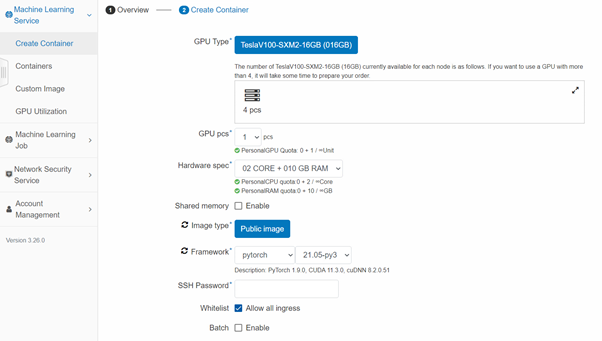 Machine Learning
Service
Create Container
Containers
Custom Image
GPU Utilization
Machine Learning
Job
Network Security
Service
Account
Management
Version 3.26.0
1 Overview
2 Create Container
GPU Type*
TeslaV100-SXM2-16GB (016GB)
The number of TeslaV100-SXM2-16GB (16GB) currently available for each node is as follows. If you want to use a GPU with more
than 4, it will take some time to prepare your order.
4 pcs
GPU pcs* 1 pcs
PersonalGPU Quota: 0 + 1 / ∞Unit
Hardware spec* 02 CORE + 010 GB RAM
PersonalCPU quota:0 + 2 / ∞Core
PersonalRAM quota:0 + 10 / ∞GB
Shared memory Enable
Image type* Public image
Framework* pytorch 21.05-py3
Description: PyTorch 1.9.0, CUDA 11.3.0, cuDNN 8.2.0.51
SSH Password*
Whitelist Allow all ingress
Batch Enable